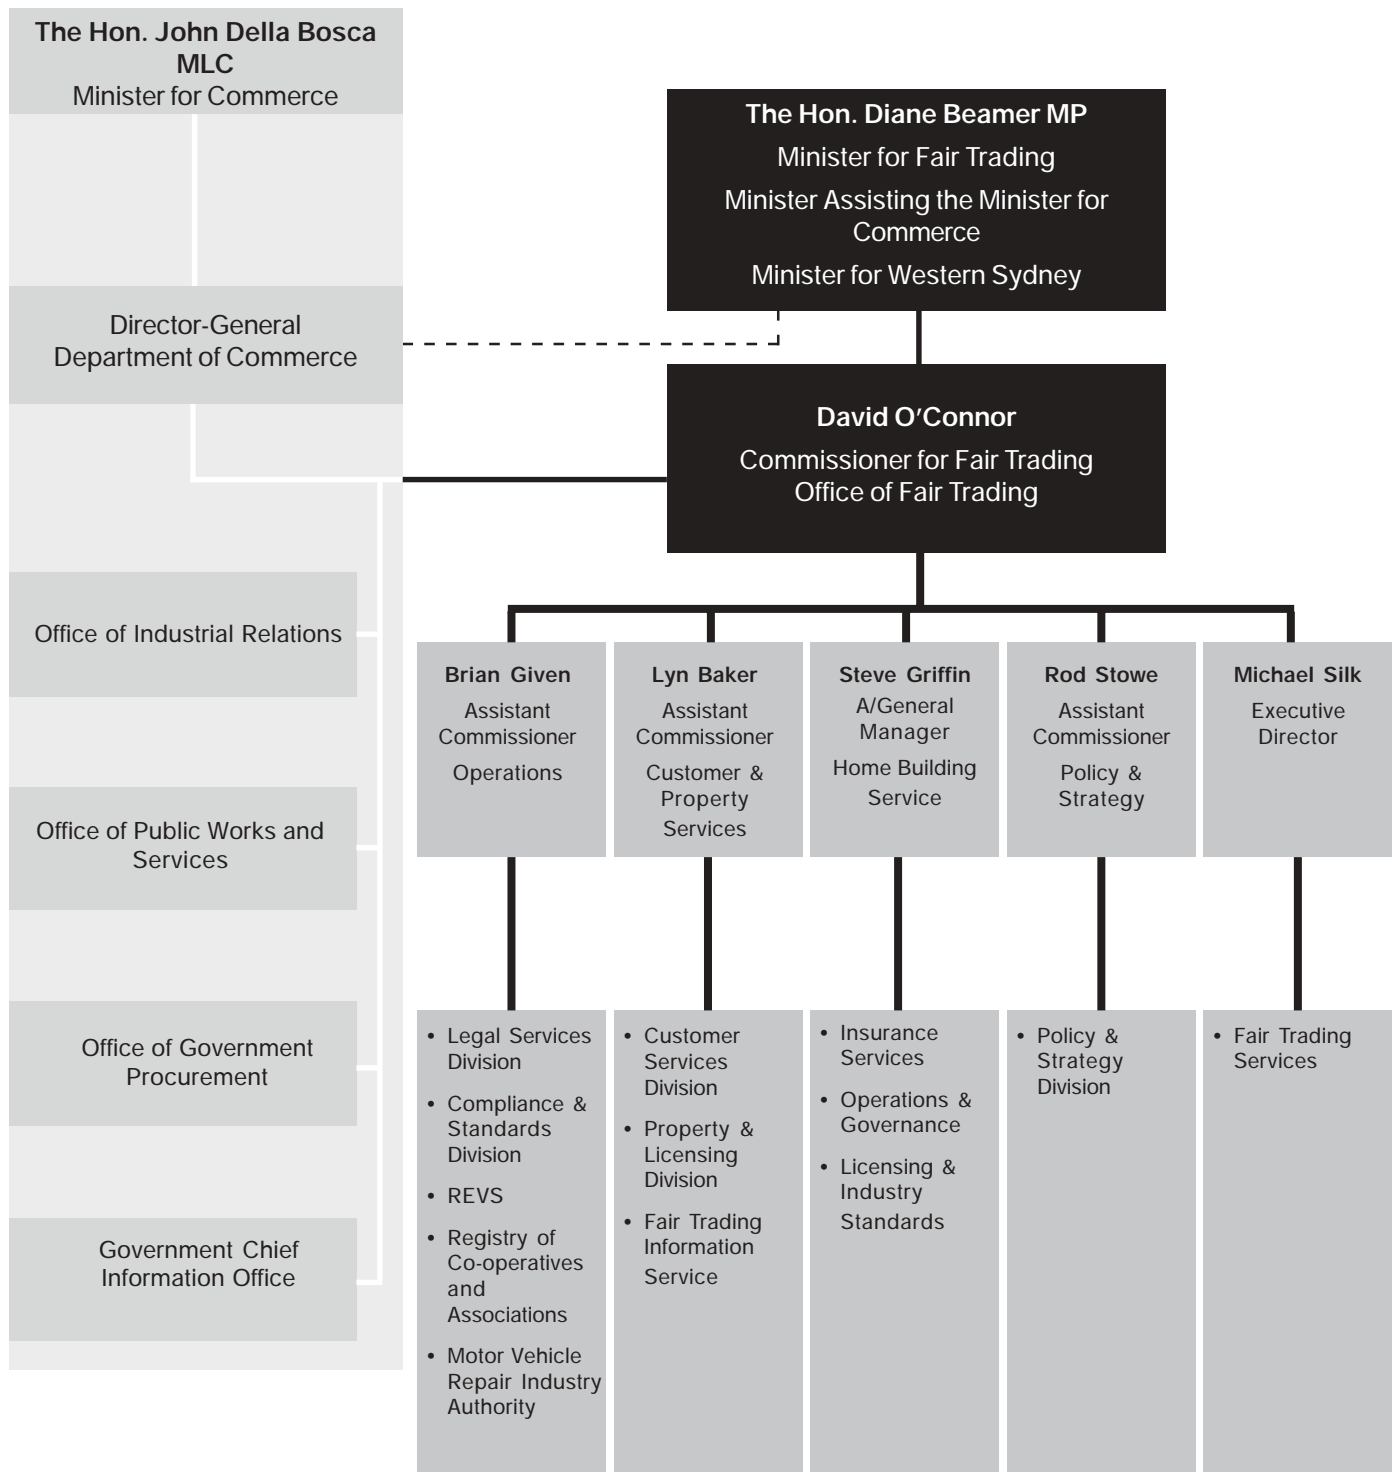 The Hon. John Della Bosca
MLC
Minister for Commerce
The Hon. Diane Beamer MP
Minister for Fair Trading
Minister Assisting the Minister for
Commerce
Minister for Western Sydney
Director-General
Department of Commerce
David O'Connor
Commissioner for Fair Trading
Office of Fair Trading
Office of Industrial Relations
Office of Public Works and
Services
Office of Government
Procurement
Government Chief
Information Office
Brian Given
Assistant
Commissioner
Operations
Lyn Baker
Assistant
Commissioner
Customer &
Property
Services
Steve Griffin
A/General
Manager
Home Building
Service
Rod Stowe
Assistant
Commissioner
Policy &
Strategy
Michael Silk
Executive
Director
• Legal Services
Division
• Compliance &
Standards
Division
• REVS
• Registry of
Co-operatives
and
Associations
• Motor Vehicle
Repair Industry
Authority
• Customer
Services
Division
• Property &
Licensing
Division
• Fair Trading
Information
Service
• Insurance
Services
• Operations &
Governance
• Licensing &
Industry
Standards
• Policy &
Strategy
Division
• Fair Trading
Services